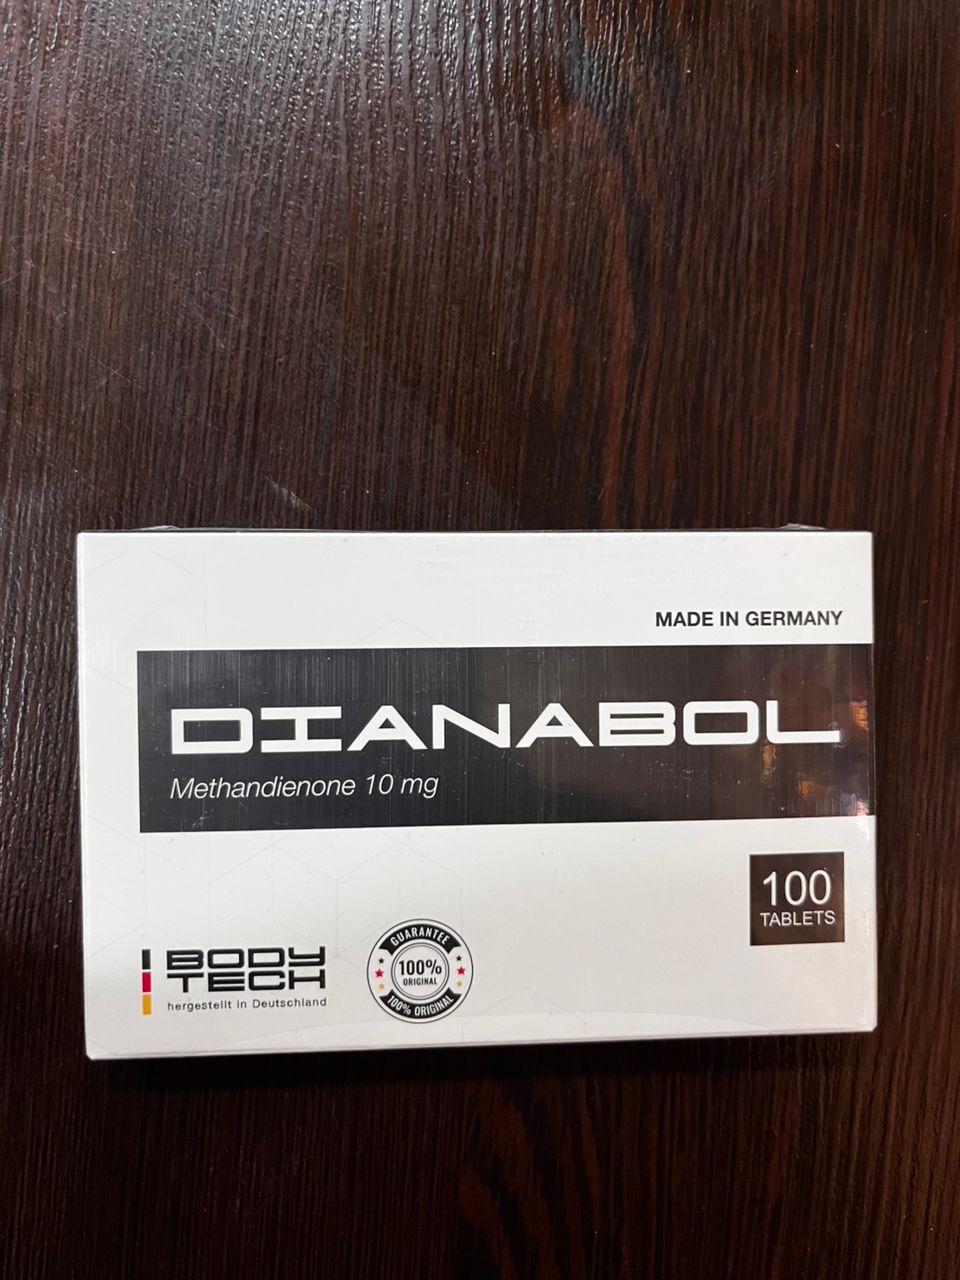 MADE IN GERMANY
DIANABOL
Methandienone 10 mg
100
TABLETS
BODY
TECH
hergestellt in Deutschland
GUARANTEE
100%
ORIGINAL
100% ORIGINAL